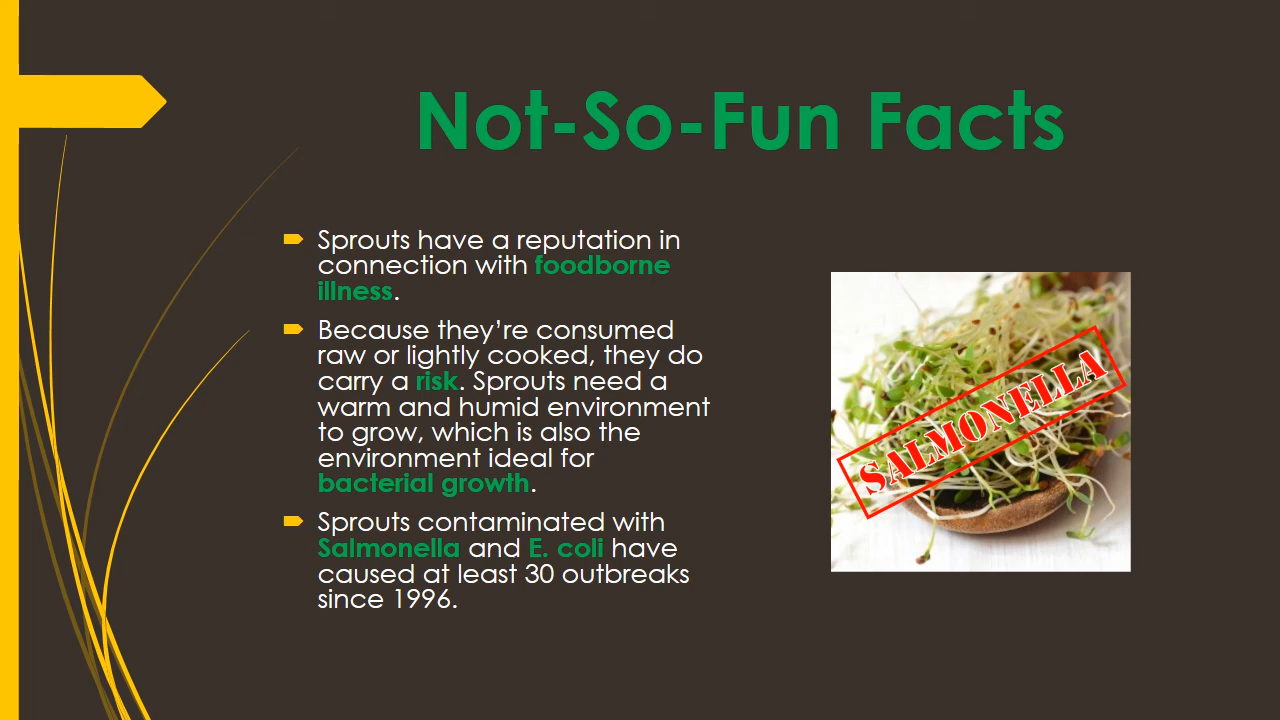 Not-So-Fun Facts
Sprouts have a reputation in
connection with foodborne
illness.
Because they’re consumed
raw or lightly cooked, they do
carry a risk. Sprouts need a
warm and humid environment
to grow, which is also the
environment ideal for
bacterial growth.
Sprouts contaminated with
Salmonella and E. coli have
caused at least 30 outbreaks
since 1996.
SALMONELLA